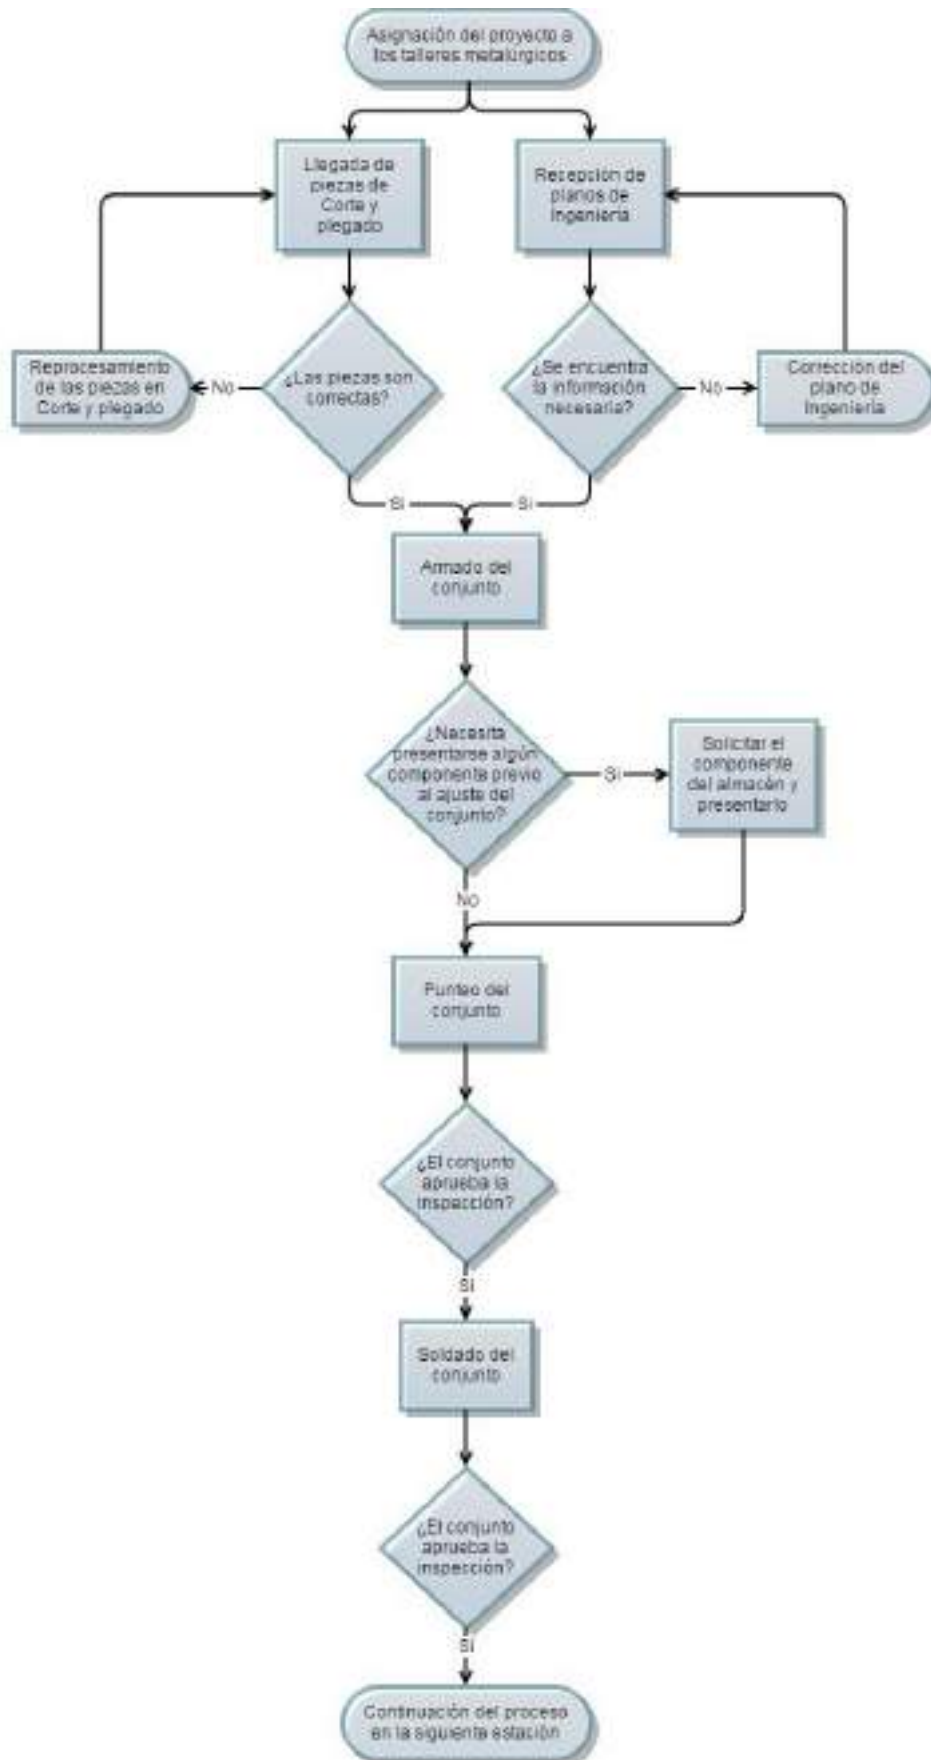 Asignación del proyecto a
los talleres metalúrgicos
Llegada de
piezas de
Corte y
plegado
Recepción de
planos de
Ingeniería
Reprocesamiento
de las piezas en
Corte y plegado
No
¿Las piezas son
correctas?
¿Se encuentra
la información
necesaria?
No
Corrección del
plano de
Ingeniería
Si
Si
Armado del
conjunto
¿Necesita
presentarse algún
componente previo
al ajuste del
conjunto?
Si
Solicitar el
componente
del almacén y
presentarlo
No
Punteo del
conjunto
¿El conjunto
aprueba la
inspección?
Si
Soldado del
conjunto
¿El conjunto
aprueba la
inspección?
Si
Continuación del proceso
en la siguiente estación